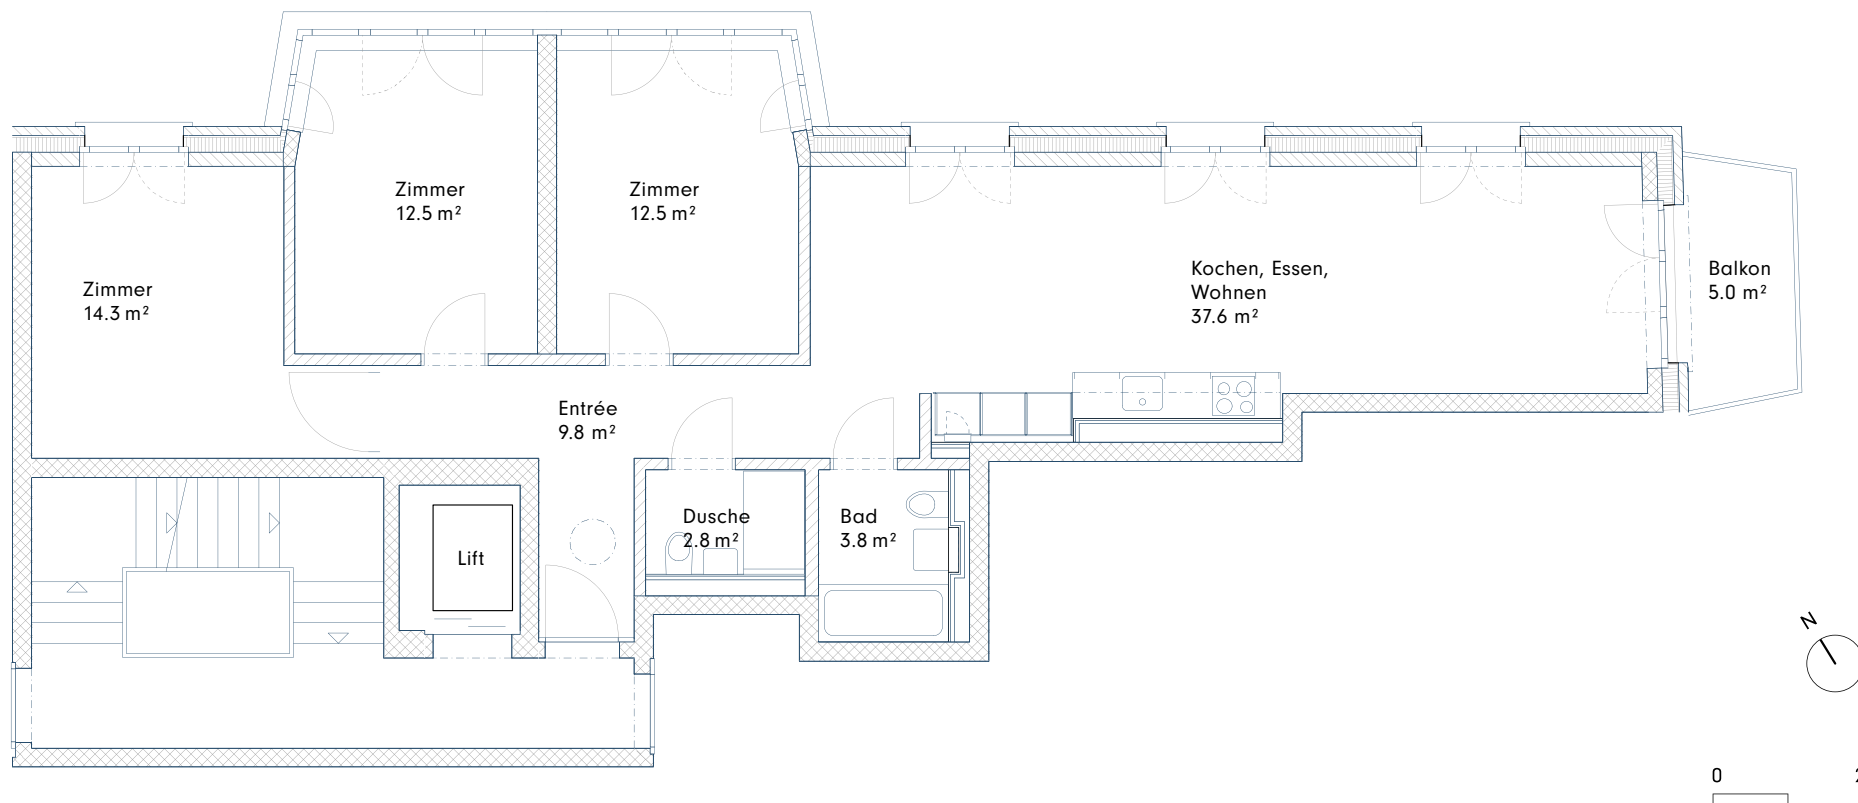 Zimmer
12.5 m²
Zimmer
12.5 m²
Zimmer
14.3 m²
Kochen, Essen,
Wohnen
37.6 m²
Balkon
5.0 m²
Entrée
9.8 m²
Dusche
2.8 m²
Bad
3.8 m²
Lift
N
0